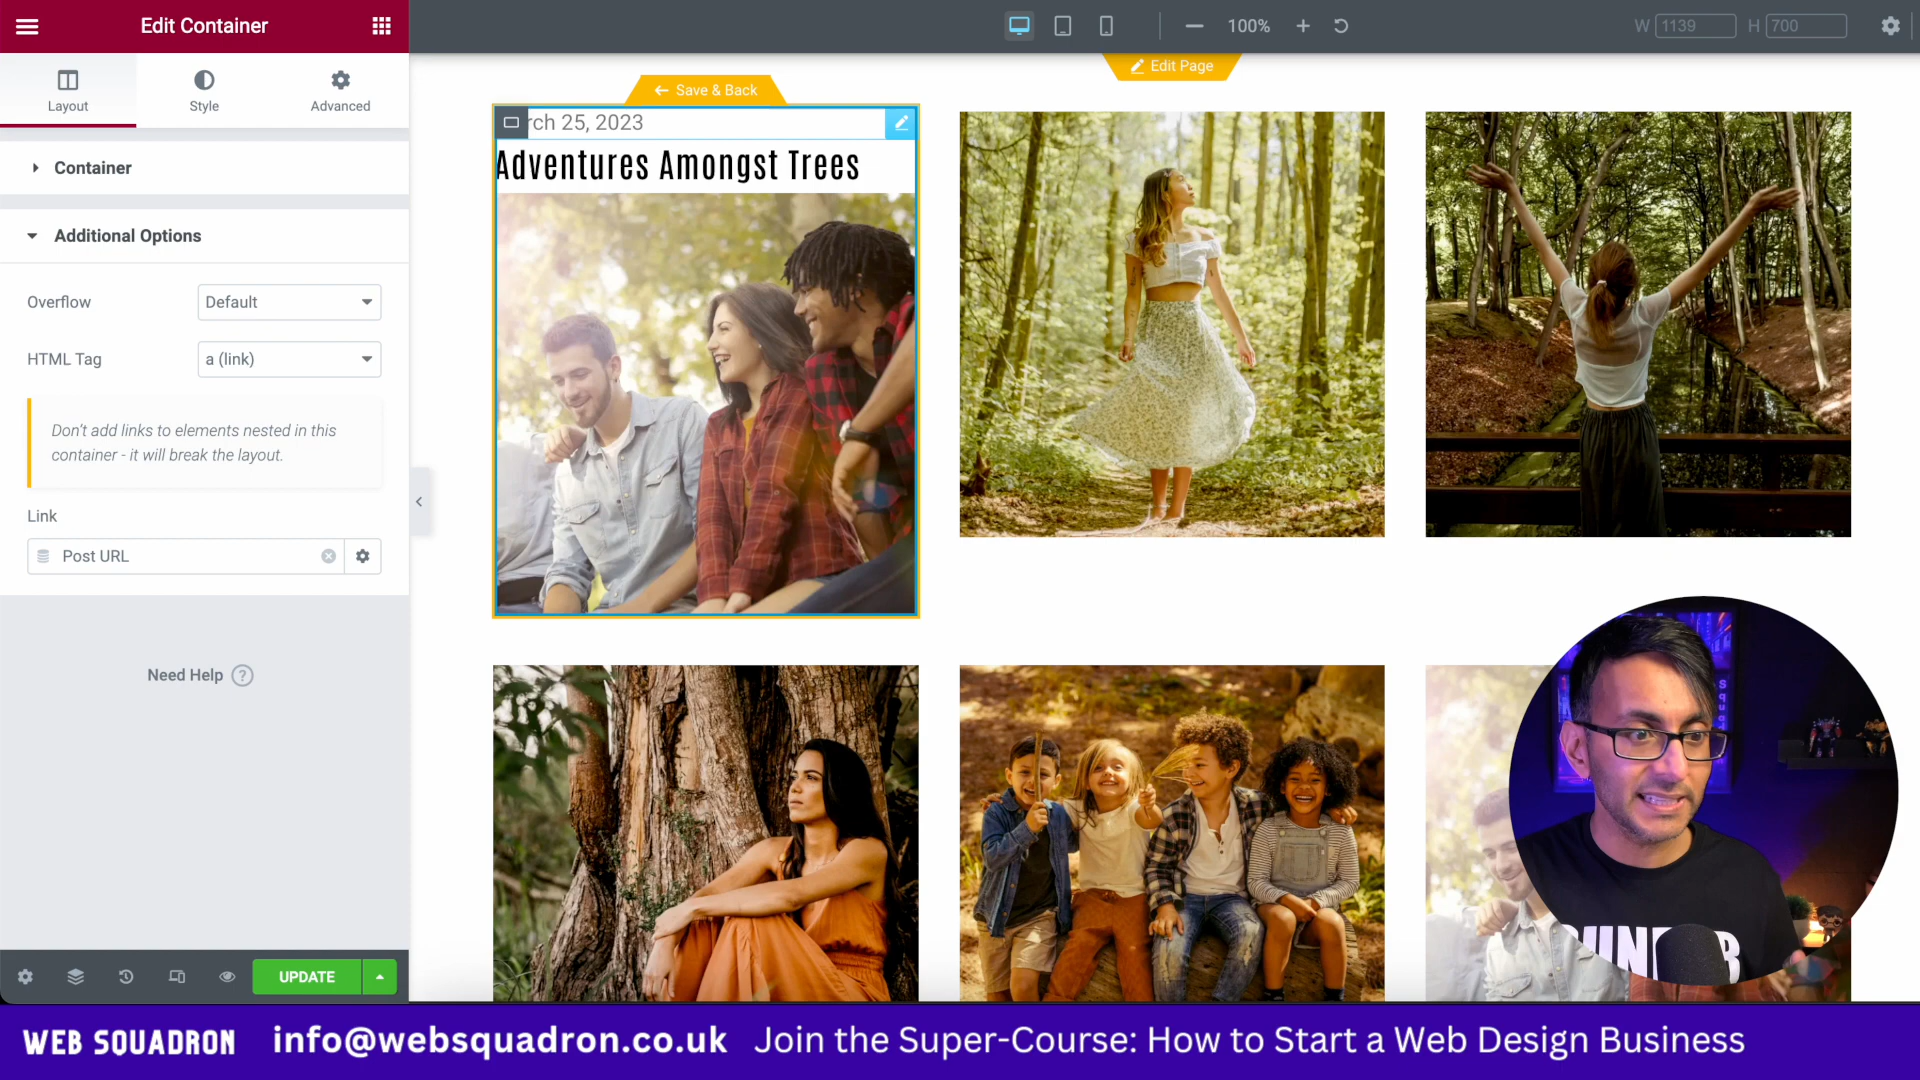 Edit Container
100%
W 1139 H 700
Layout
Style
Advanced
Container
Additional Options
Overflow
Default
HTML Tag
a (link)
Don't add links to elements nested in this
container - it will break the layout.
Link
Post URL
Need Help ?
UPDATE
Edit Page
Save & Back
rch 25, 2023
Adventures Amongst Trees
WEB SQUADRON
info@websquadron.co.uk
Join the Super-Course: How to Start a Web Design Business